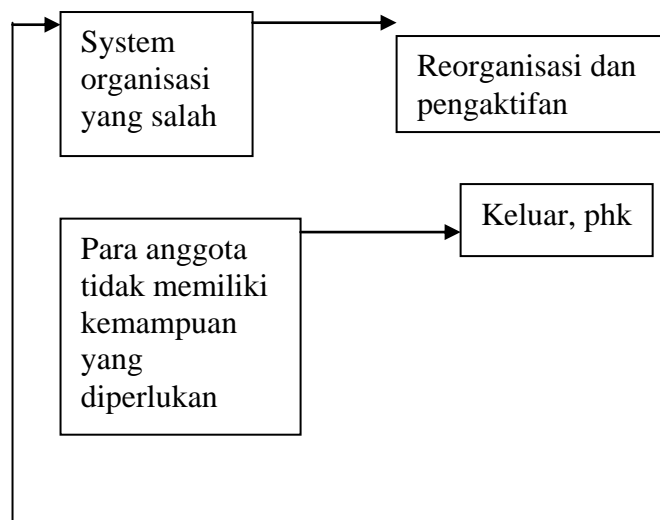 System
organisasi
yang salah
Reorganisasi dan
pengaktifan
Para anggota
tidak memiliki
kemampuan
yang
diperlukan
Keluar, phk